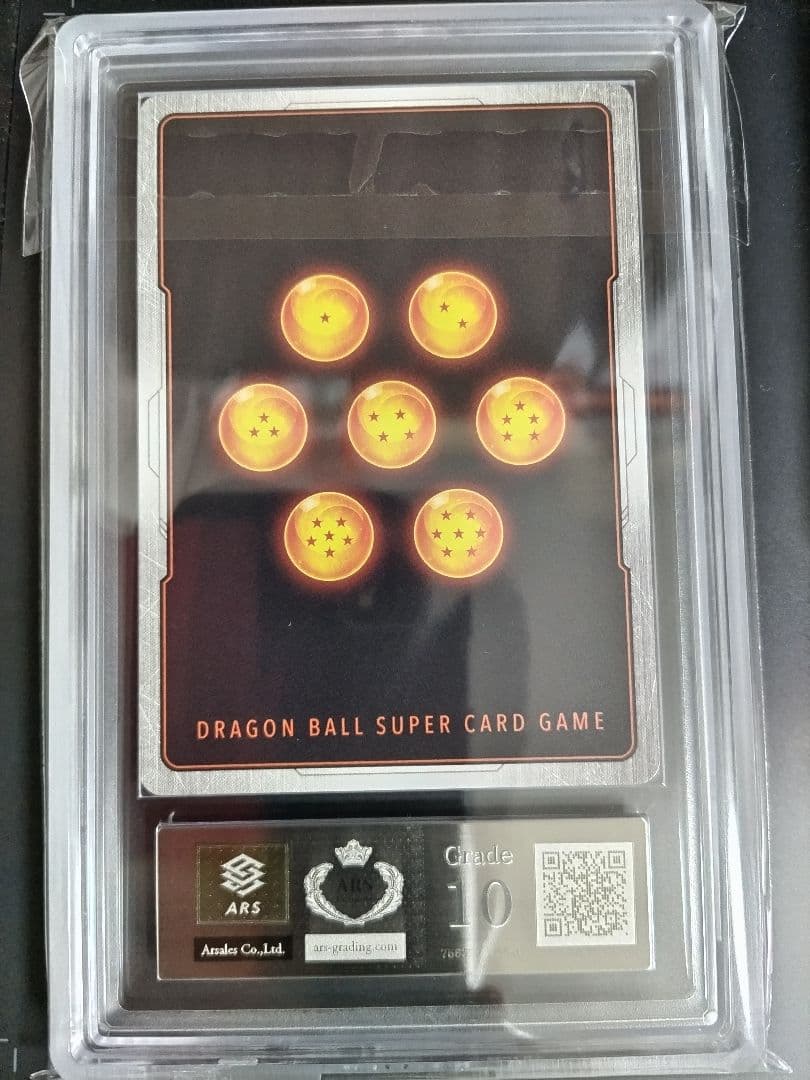 DRAGON BALL SUPER CARD GAME
ARS
Arsales Co.,Ltd.
ARS
ars-grading.com
Grade
10